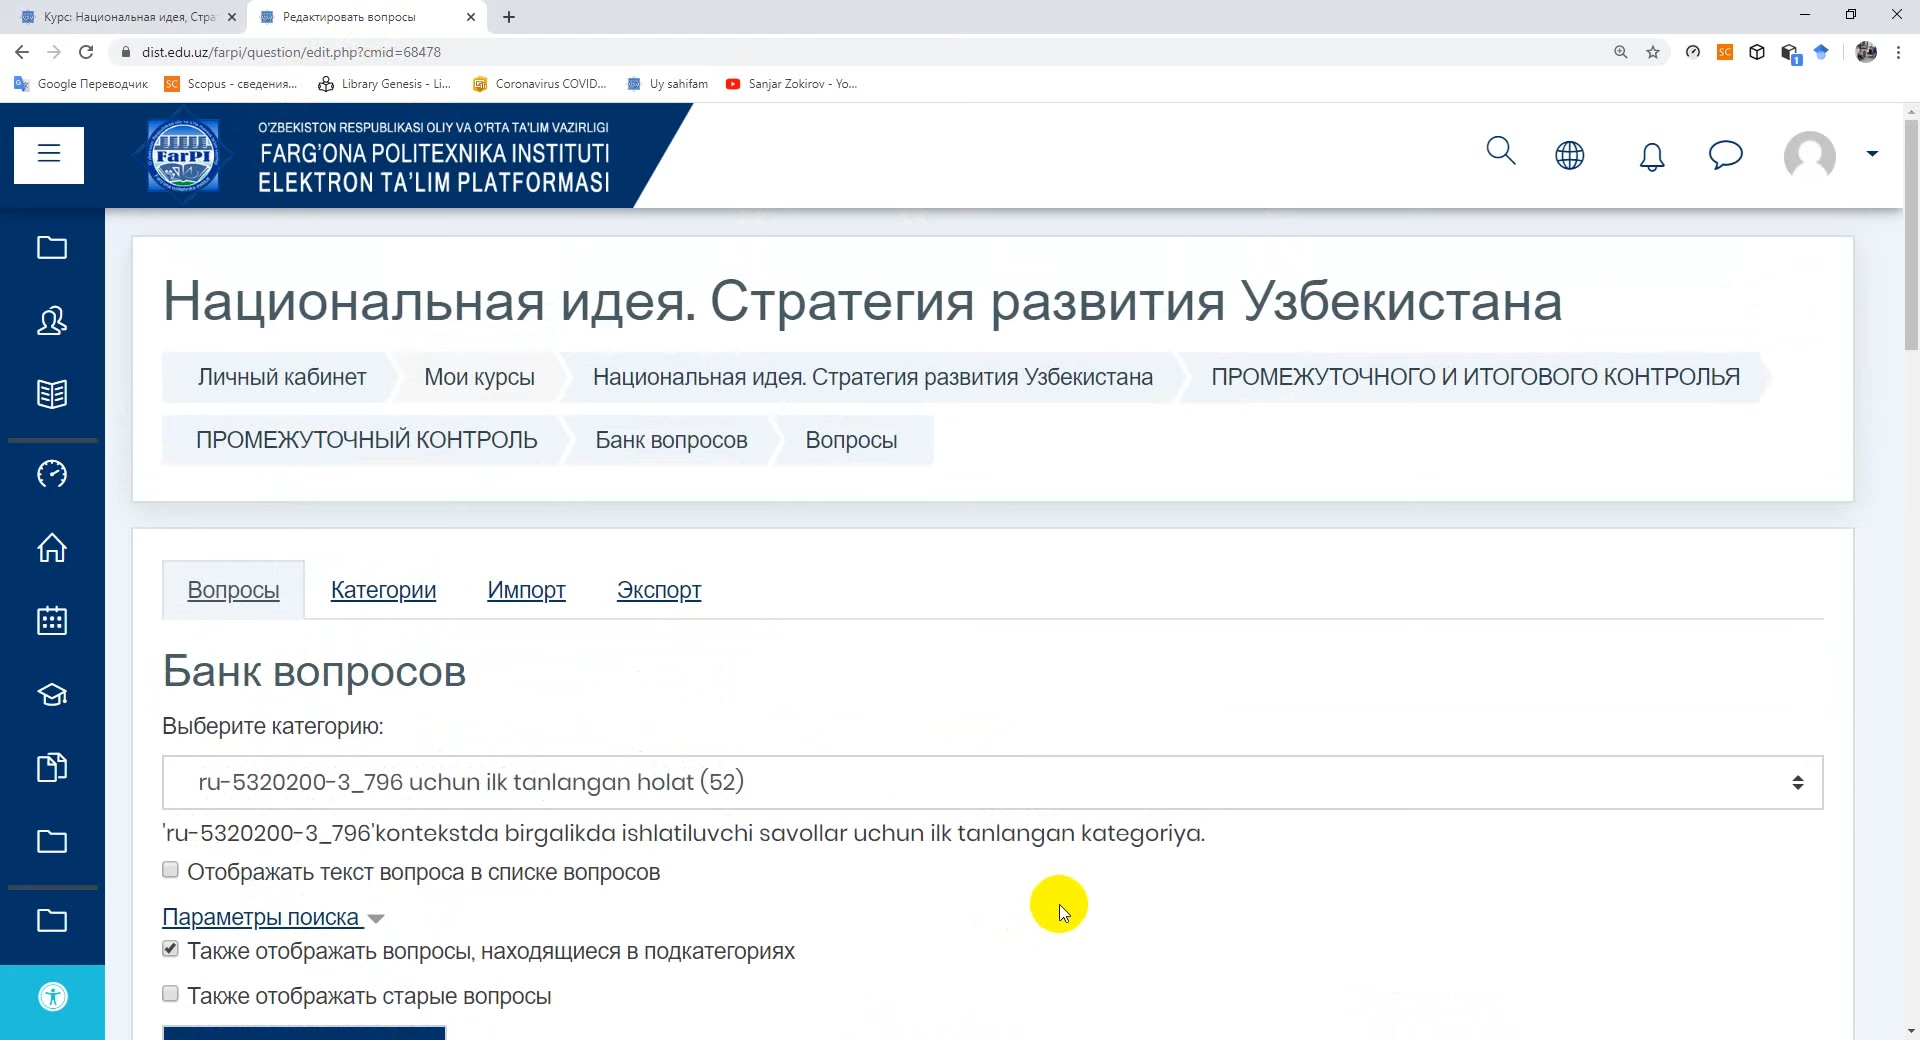 Курс: Национальная идея, Стра
Редактировать вопросы
dist.edu.uz/farpi/question/edit.php?cmid=68478
Google Переводчик
Scopus - сведения...
Library Genesis - Li...
Coronavirus COVID...
Uy sahifam
Sanjar Zokirov - Yo...
SC
SC
1
FarPI
O'ZBEKISTON RESPUBLIKASI OLIY VA O'RTA TA'LIM VAZIRLIGI
FARG'ONA POLITEXNIKA INSTITUTI
ELEKTRON TA'LIM PLATFORMASI
Национальная идея. Стратегия развития Узбекистана
Личный кабинет
Мои курсы
Национальная идея. Стратегия развития Узбекистана
ПРОМЕЖУТОЧНОГО И ИТОГОВОГО КОНТРОЛЬЯ
ПРОМЕЖУТОЧНЫЙ КОНТРОЛЬ
Банк вопросов
Вопросы
Вопросы
Категории
Импорт
Экспорт
Банк вопросов
Выберите категорию:
ru-5320200-3_796 uchun ilk tanlangan holat (52)
'ru-5320200-3_796'kontekstda birgalikda ishlatiluvchi savollar uchun ilk tanlangan kategoriya.
Отображать текст вопроса в списке вопросов
Параметры поиска
Также отображать вопросы, находящиеся в подкатегориях
Также отображать старые вопросы